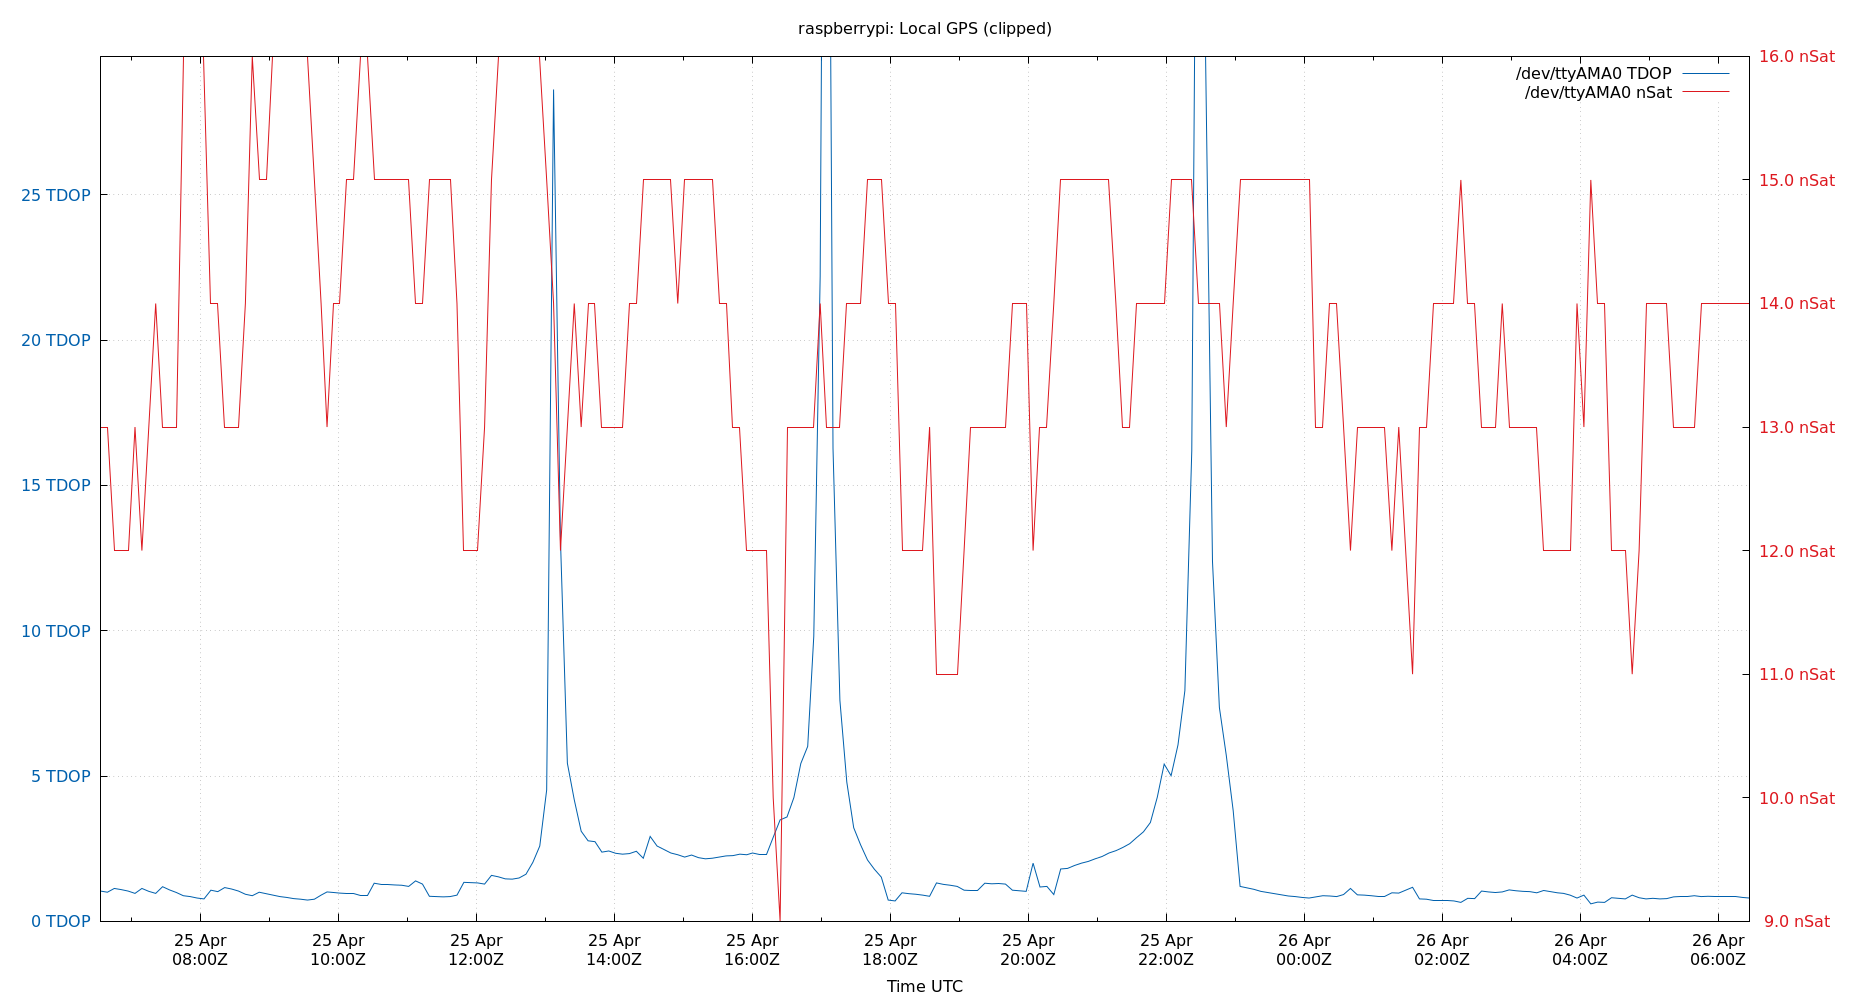 raspberrypi: Local GPS (clipped)
/dev/ttyAMA0 TDOP
/dev/ttyAMA0 nSat
25 TDOP
20 TDOP
15 TDOP
10 TDOP
5 TDOP
0 TDOP
16.0 nSat
15.0 nSat
14.0 nSat
13.0 nSat
12.0 nSat
11.0 nSat
10.0 nSat
9.0 nSat
25 Apr 25 Apr 25 Apr 25 Apr 25 Apr 25 Apr 25 Apr 25 Apr 26 Apr 26 Apr 26 Apr 26 Apr
08:00Z 10:00Z 12:00Z 14:00Z 16:00Z 18:00Z 20:00Z 22:00Z 00:00Z 02:00Z 04:00Z 06:00Z
Time UTC